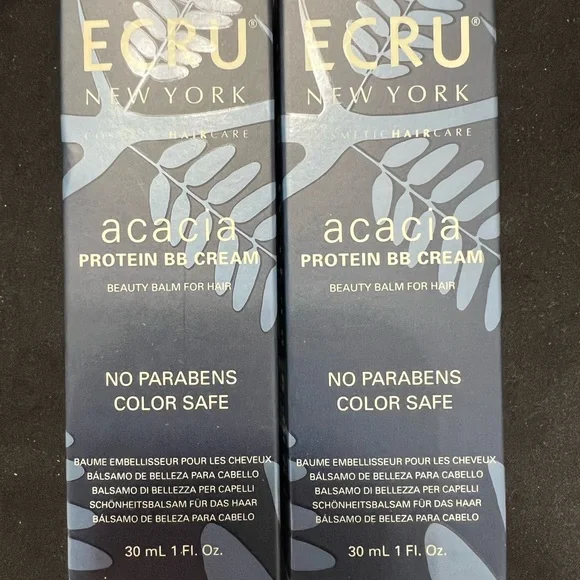 ECRU®
NEW YORK
COSMETICHAIRCARE
acacia
PROTEIN BB CREAM
BEAUTY BALM FOR HAIR
NO PARABENS
COLOR SAFE
BAUME EMBELLISSEUR POUR LES CHEVEUX
BÁLSAMO DE BELLEZA PARA CABELLO
BALSAMO DI BELLEZZA PER CAPELLI
SCHÖNHEITSBALSAM FÜR DAS HAAR
BÁLSAMO DE BELEZA PARA CABELO
30 mL 1 Fl. Oz.
ECRU®
NEW YORK
COSMETICHAIRCARE
acacia
PROTEIN BB CREAM
BEAUTY BALM FOR HAIR
NO PARABENS
COLOR SAFE
BAUME EMBELLISSEUR POUR LES CHEVEUX
BÁLSAMO DE BELLEZA PARA CABELLO
BALSAMO DI BELLEZZA PER CAPELLI
SCHÖNHEITSBALSAM FÜR DAS HAAR
BÁLSAMO DE BELEZA PARA CABELO
30 mL 1 Fl. Oz.